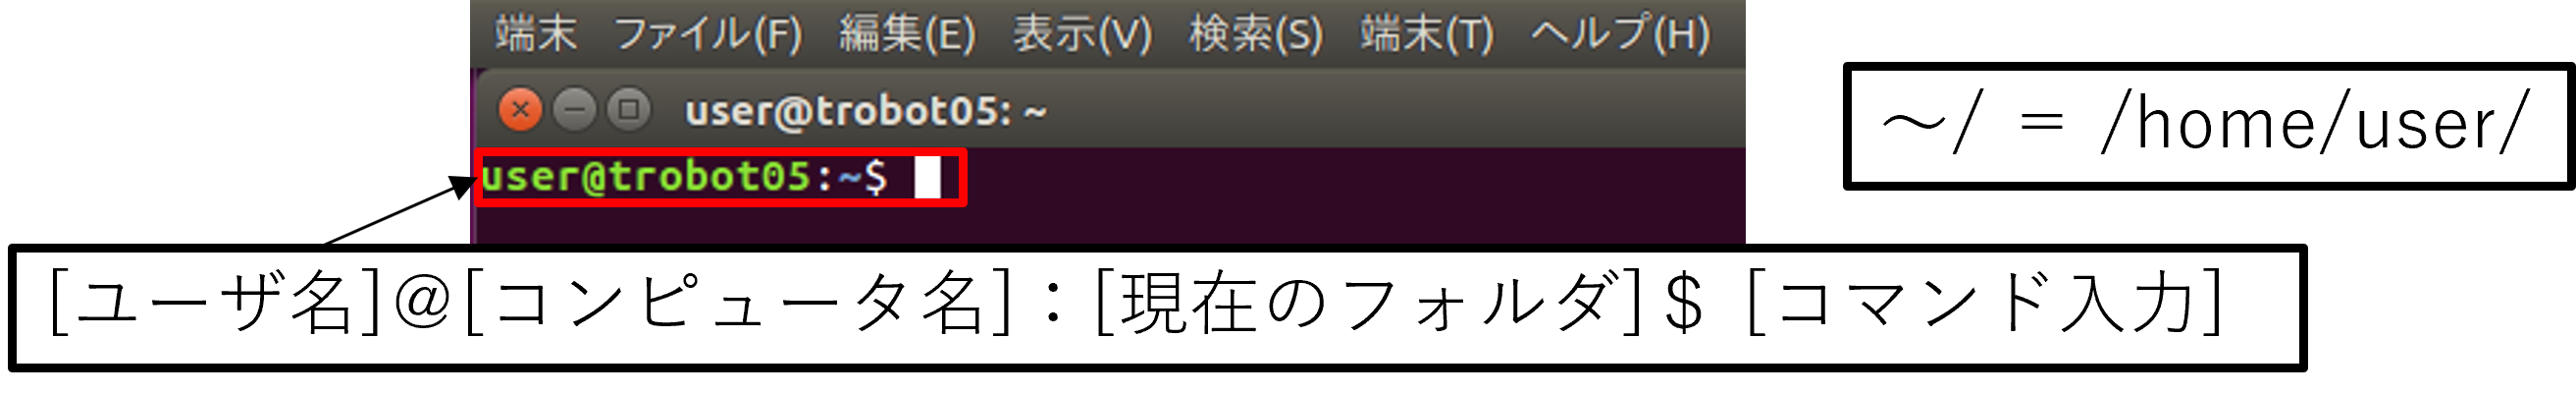 端末 ファイル(F) 編集(E) 表示(V) 検索(S) 端末(T) ヘルプ(H)
user@trobot05: ~
~/ = /home/user/
user@trobot05:~$
[ユーザ名]@[コンピュータ名]：[現在のフォルダ]$ [コマンド入力]